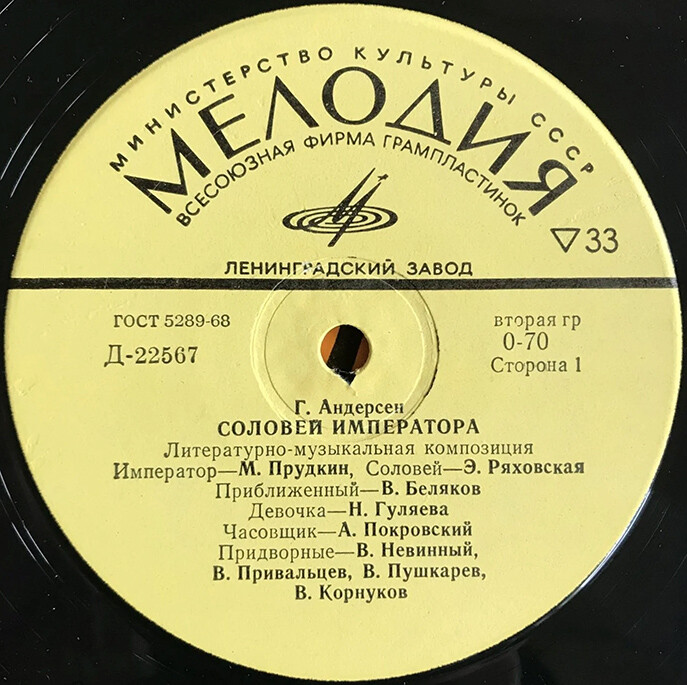 МИНИСТЕРСТВО КУЛЬТУРЫ СССР
МЕЛОДИЯ
ВСЕСОЮЗНАЯ ФИРМА ГРАМПЛАСТИНОК
▽33
ЛЕНИНГРАДСКИЙ ЗАВОД
ГОСТ 5289-68
Д-22567
вторая гр
0-70
Сторона 1
Г. Андерсен
СОЛОВЕЙ ИМПЕРАТОРА
Литературно-музыкальная композиция
Император—М. Прудкин, Соловей—Э. Ряховская
Приближенный—В. Беляков
Девочка—Н. Гуляева
Часовщик—А. Покровский
Придворные—В. Невинный,
В. Привальцев, В. Пушкарев,
В. Корнуков